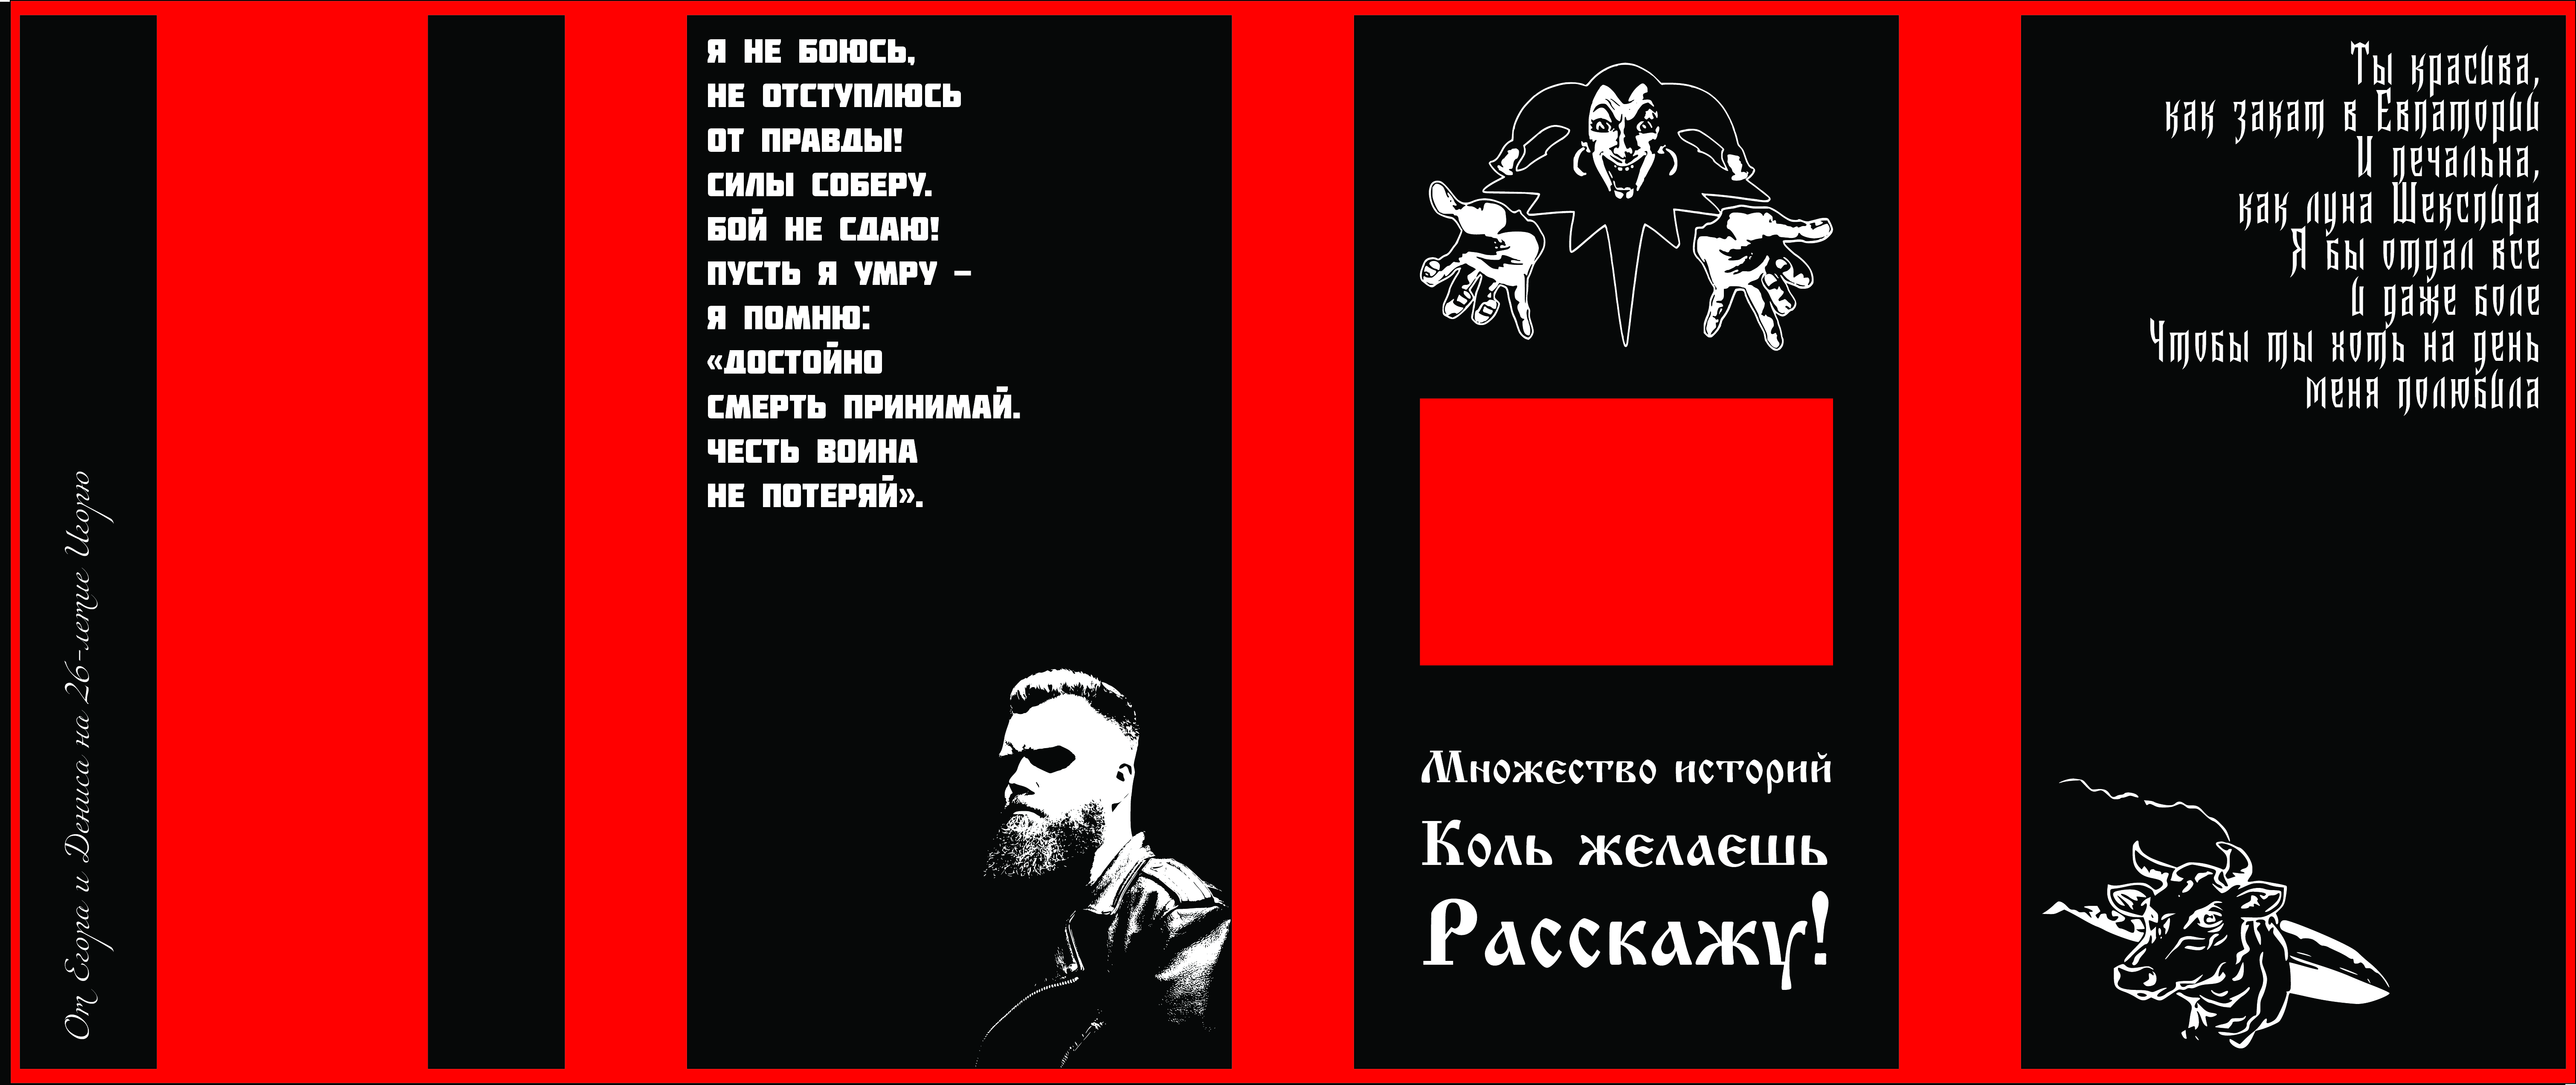 От Егора и Дениса на 26-летие Игорю
Я НЕ БОЮСЬ,
НЕ ОТСТУПЛЮСЬ
ОТ ПРАВДЫ!
СИЛЫ СОБЕРУ.
БОЙ НЕ СДАЮ!
ПУСТЬ Я УМРУ –
Я ПОМНЮ:
«ДОСТОЙНО
СМЕРТЬ ПРИНИМАЙ.
ЧЕСТЬ ВОИНА
НЕ ПОТЕРЯЙ».
Множество историй
Коль желаешь
Расскажу!
Ты красива,
как закат в Евпатории
И печальна,
как луна Шекспира
Я бы отдал все
и даже боле
Чтобы ты хоть на день
меня полюбила